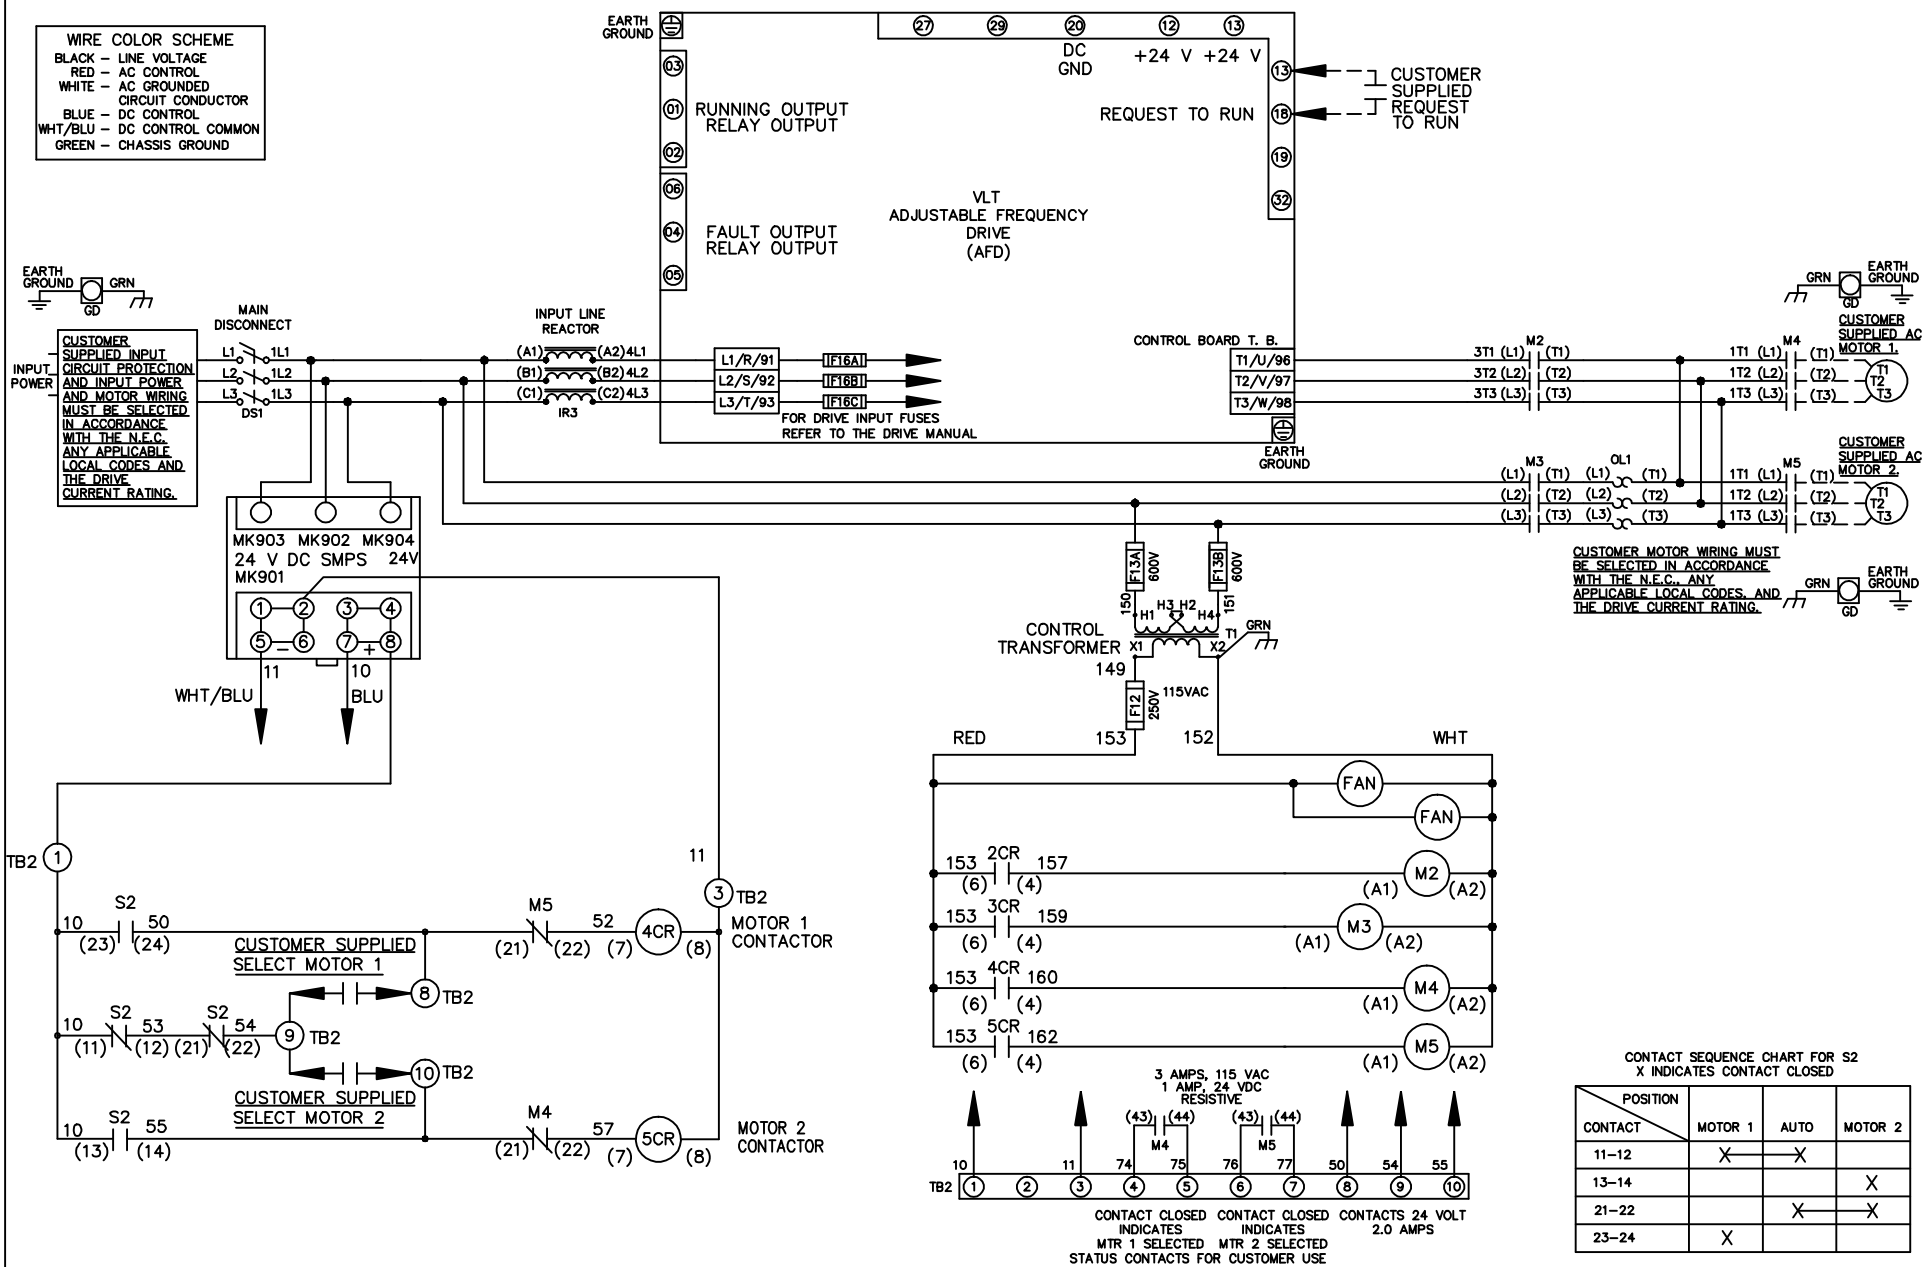 WIRE COLOR SCHEME
BLACK – LINE VOLTAGE
RED – AC CONTROL
WHITE – AC GROUNDED
CIRCUIT CONDUCTOR
BLUE – DC CONTROL
WHT/BLU – DC CONTROL COMMON
GREEN – CHASSIS GROUND
EARTH
GROUND
27 29 20 12 13
DC
GND
+24 V +24 V
03
01
02
RUNNING OUTPUT
RELAY OUTPUT
06
04
05
FAULT OUTPUT
RELAY OUTPUT
VLT
ADJUSTABLE FREQUENCY
DRIVE
(AFD)
REQUEST TO RUN
13
18
19
32
CUSTOMER
SUPPLIED
REQUEST
TO RUN
EARTH
GROUND
GRN
GD
INPUT
POWER
CUSTOMER
SUPPLIED INPUT
CIRCUIT PROTECTION
AND INPUT POWER
AND MOTOR WIRING
MUST BE SELECTED
IN ACCORDANCE
WITH THE N.E.C.
ANY APPLICABLE
LOCAL CODES AND
THE DRIVE
CURRENT RATING.
MAIN
DISCONNECT
L1 1L1
L2 1L2
L3 1L3
DS1
INPUT LINE
REACTOR
(A1) (A2) 4L1
(B1) (B2) 4L2
(C1) (C2) 4L3
IR3
L1/R/91 F16A
L2/S/92 F16B
L3/T/93 F16C
FOR DRIVE INPUT FUSES
REFER TO THE DRIVE MANUAL
CONTROL BOARD T. B.
T1/U/96
T2/V/97
T3/W/98
EARTH
GROUND
M2
3T1 (L1) (T1)
3T2 (L2) (T2)
3T3 (L3) (T3)
M3 OL1
(L1) (T1) (L1) (T1)
(L2) (T2) (L2) (T2)
(L3) (T3) (L3) (T3)
GRN
GD
EARTH
GROUND
CUSTOMER
SUPPLIED AC
MOTOR 1.
M4
1T1 (L1) (T1) T1
1T2 (L2) (T2) T2
1T3 (L3) (T3) T3
CUSTOMER
SUPPLIED AC
MOTOR 2.
M5
1T1 (L1) (T1) T1
1T2 (L2) (T2) T2
1T3 (L3) (T3) T3
CUSTOMER MOTOR WIRING MUST
BE SELECTED IN ACCORDANCE
WITH THE N.E.C., ANY
APPLICABLE LOCAL CODES, AND
THE DRIVE CURRENT RATING.
GRN
GD
EARTH
GROUND
MK903 MK902 MK904
24 V DC SMPS 24V
MK901
1 2 3 4
5 – 6 7 + 8
11 10
WHT/BLU BLU
F13A 600V
F13B 600V
150 151
H1 H3 H2 H4
CONTROL
TRANSFORMER
T1
GRN
X1 X2
149
F12 250V
115VAC
153 152
RED WHT
FAN
FAN
153 2CR 157 M2
(6) (4) (A1) (A2)
153 3CR 159 M3
(6) (4) (A1) (A2)
153 4CR 160 M4
(6) (4) (A1) (A2)
153 5CR 162 M5
(6) (4) (A1) (A2)
TB2 1
11
3 TB2
10 S2 50 M5 52 4CR
(23) (24) (21) (22) (7) (8)
MOTOR 1
CONTACTOR
CUSTOMER SUPPLIED
SELECT MOTOR 1
8 TB2
10 S2 53 S2 54 9 TB2
(11) (12) (21) (22)
10 TB2
CUSTOMER SUPPLIED
SELECT MOTOR 2
10 S2 55 M4 57 5CR
(13) (14) (21) (22) (7) (8)
MOTOR 2
CONTACTOR
3 AMPS, 115 VAC
1 AMP, 24 VDC
RESISTIVE
(43) (44) (43) (44)
M4 M5
10 11 74 75 76 77 50 54 55
TB2 1 2 3 4 5 6 7 8 9 10
CONTACT CLOSED
INDICATES
MTR 1 SELECTED
CONTACT CLOSED
INDICATES
MTR 2 SELECTED
CONTACTS 24 VOLT
2.0 AMPS
STATUS CONTACTS FOR CUSTOMER USE
CONTACT SEQUENCE CHART FOR S2
X INDICATES CONTACT CLOSED
POSITION
CONTACT MOTOR 1 AUTO MOTOR 2
11–12 X X
13–14 X
21–22 X X
23–24 X